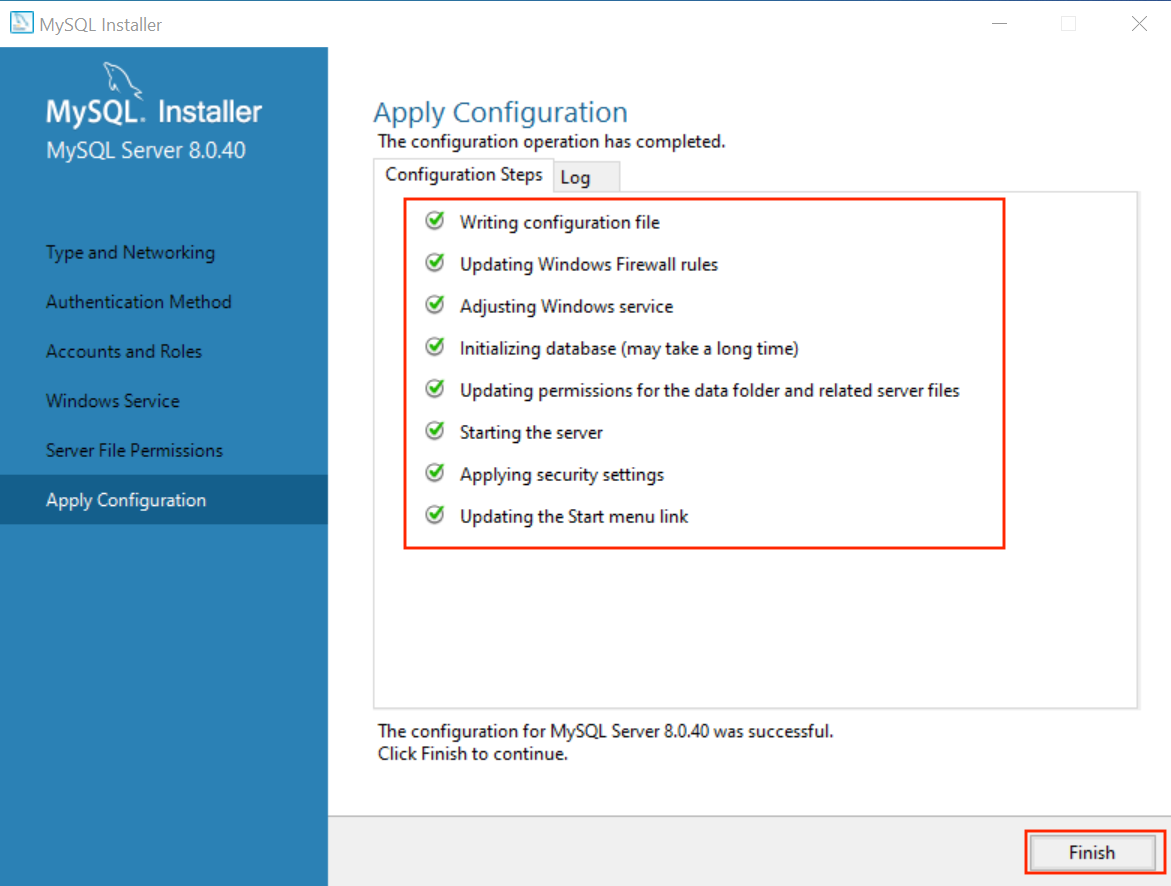 MySQL Installer
MySQL. Installer
MySQL Server 8.0.40
Type and Networking
Authentication Method
Accounts and Roles
Windows Service
Server File Permissions
Apply Configuration
Apply Configuration
The configuration operation has completed.
Configuration Steps
Log
Writing configuration file
Updating Windows Firewall rules
Adjusting Windows service
Initializing database (may take a long time)
Updating permissions for the data folder and related server files
Starting the server
Applying security settings
Updating the Start menu link
The configuration for MySQL Server 8.0.40 was successful.
Click Finish to continue.
Finish